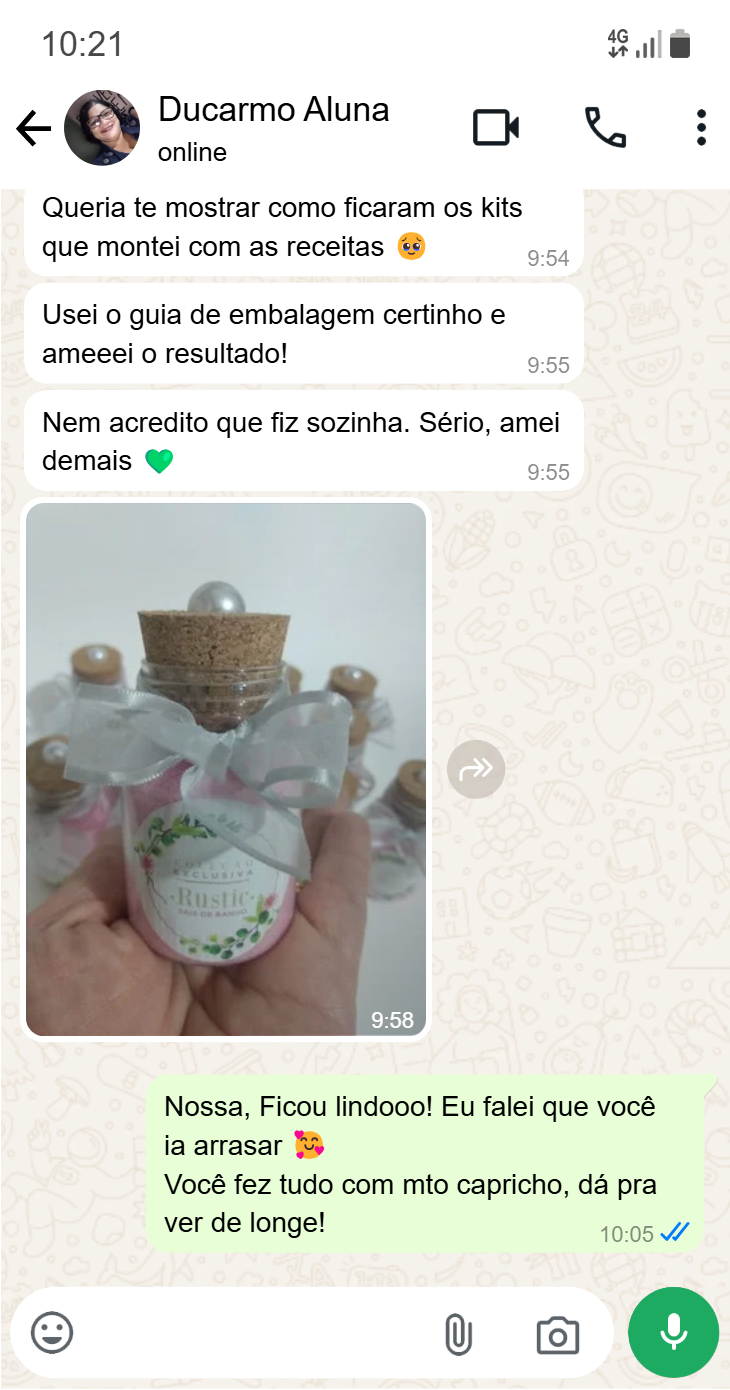 10:21
4G
Ducarmo Aluna
online
Queria te mostrar como ficaram os kits
que montei com as receitas 🥹
9:54
Usei o guia de embalagem certinho e
ameeei o resultado!
9:55
Nem acredito que fiz sozinha. Sério, amei
demais 💚
9:55
COLEÇÃO
EXCLUSIVA
Rustic
SAIS DE BANHO
9:58
Nossa, Ficou lindooo! Eu falei que você
ia arrasar 🥰
Você fez tudo com mto capricho, dá pra
ver de longe!
10:05